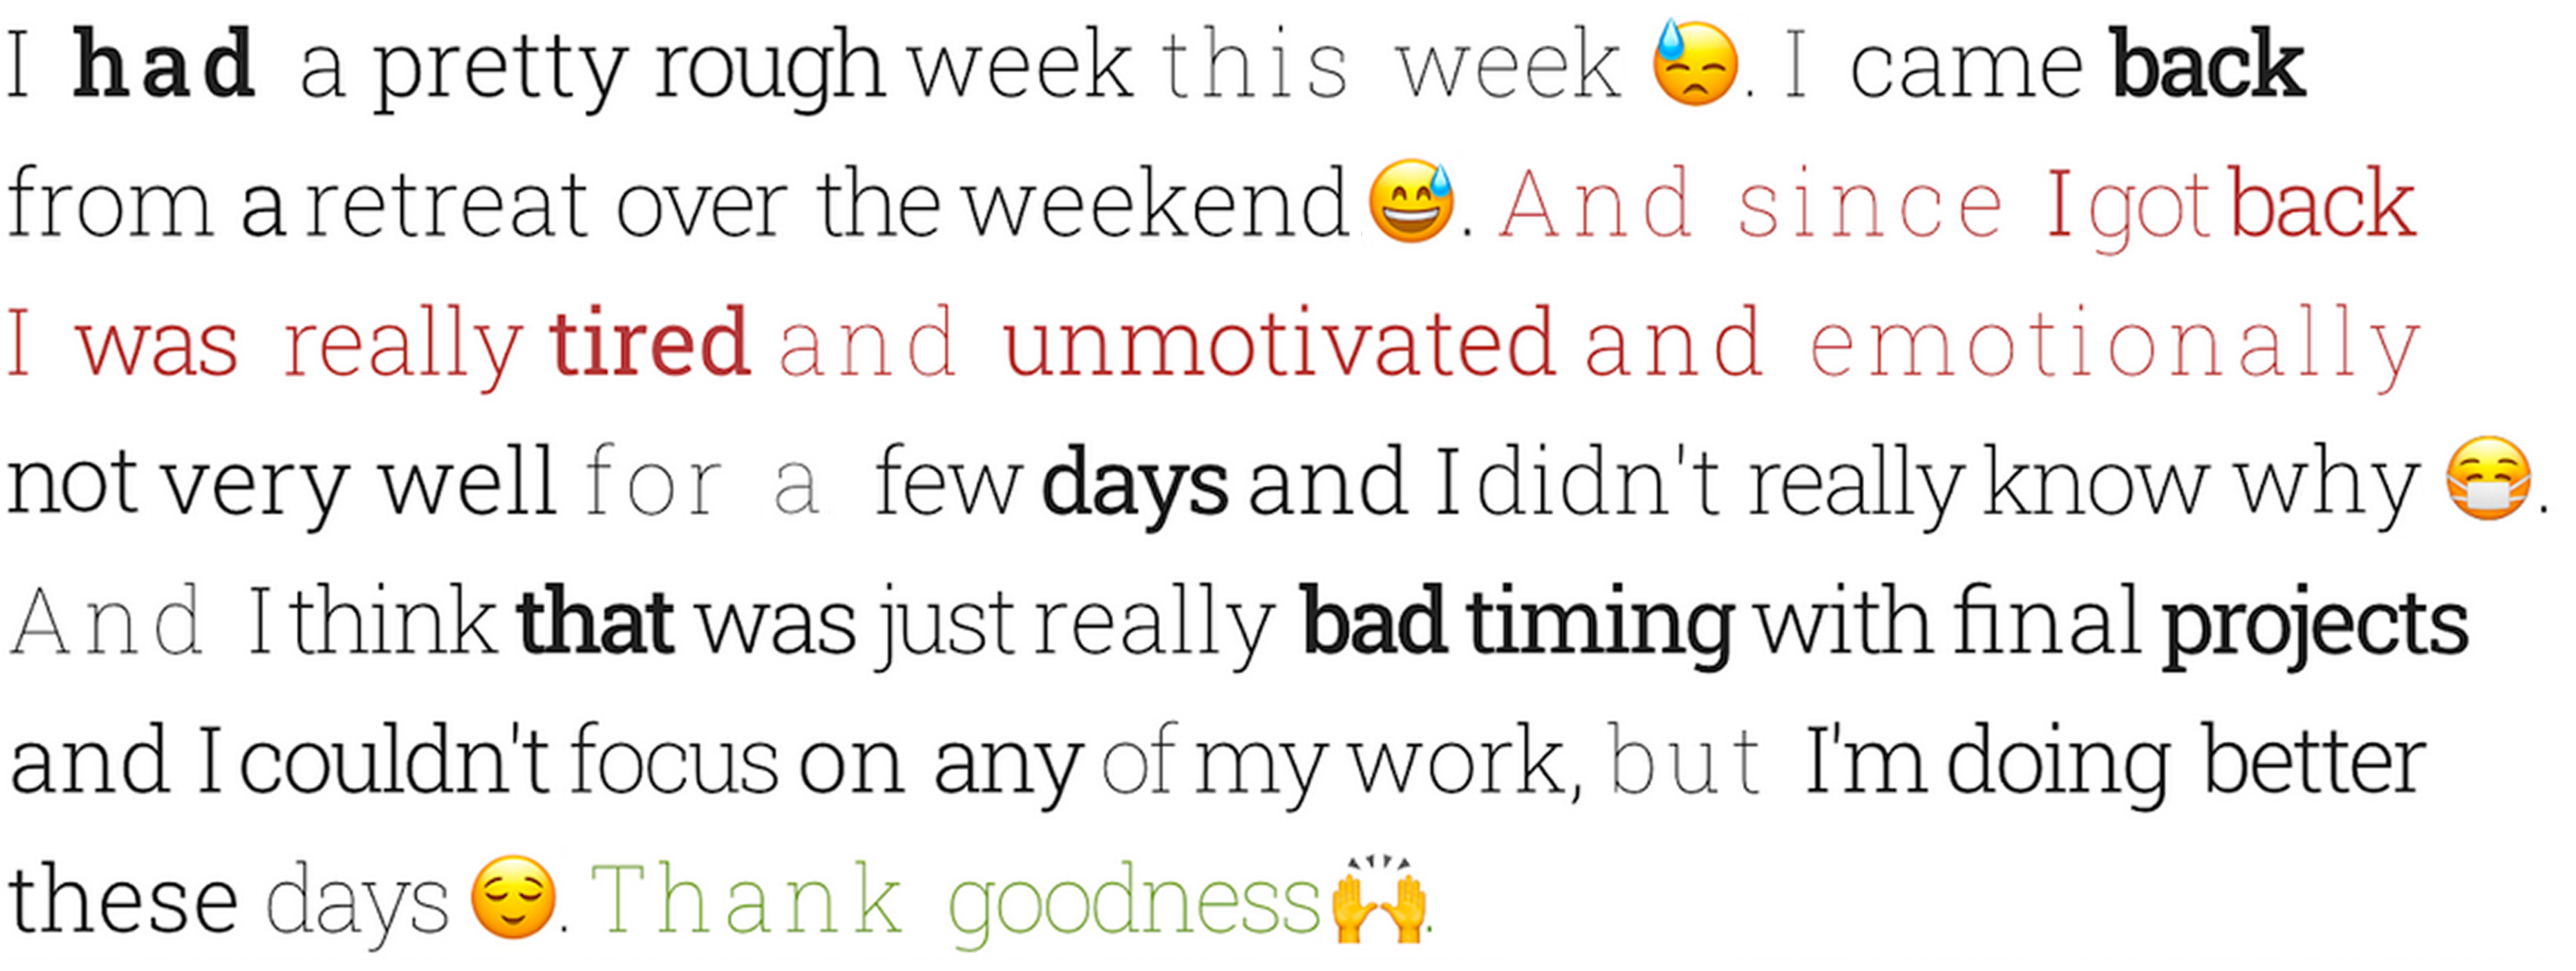 I had a pretty rough week this week 😓. I came back
from a retreat over the weekend 😅. And since I got back
I was really tired and unmotivated and emotionally
not very well for a few days and I didn't really know why 😷.
And I think that was just really bad timing with final projects
and I couldn't focus on any of my work, but I'm doing better
these days 😌. Thank goodness 🙌.